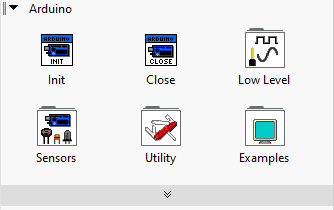 Arduino
ARDUINO
INIT
ARDUINO
CLOSE
Init
Close
Low Level
Sensors
Utility
Examples